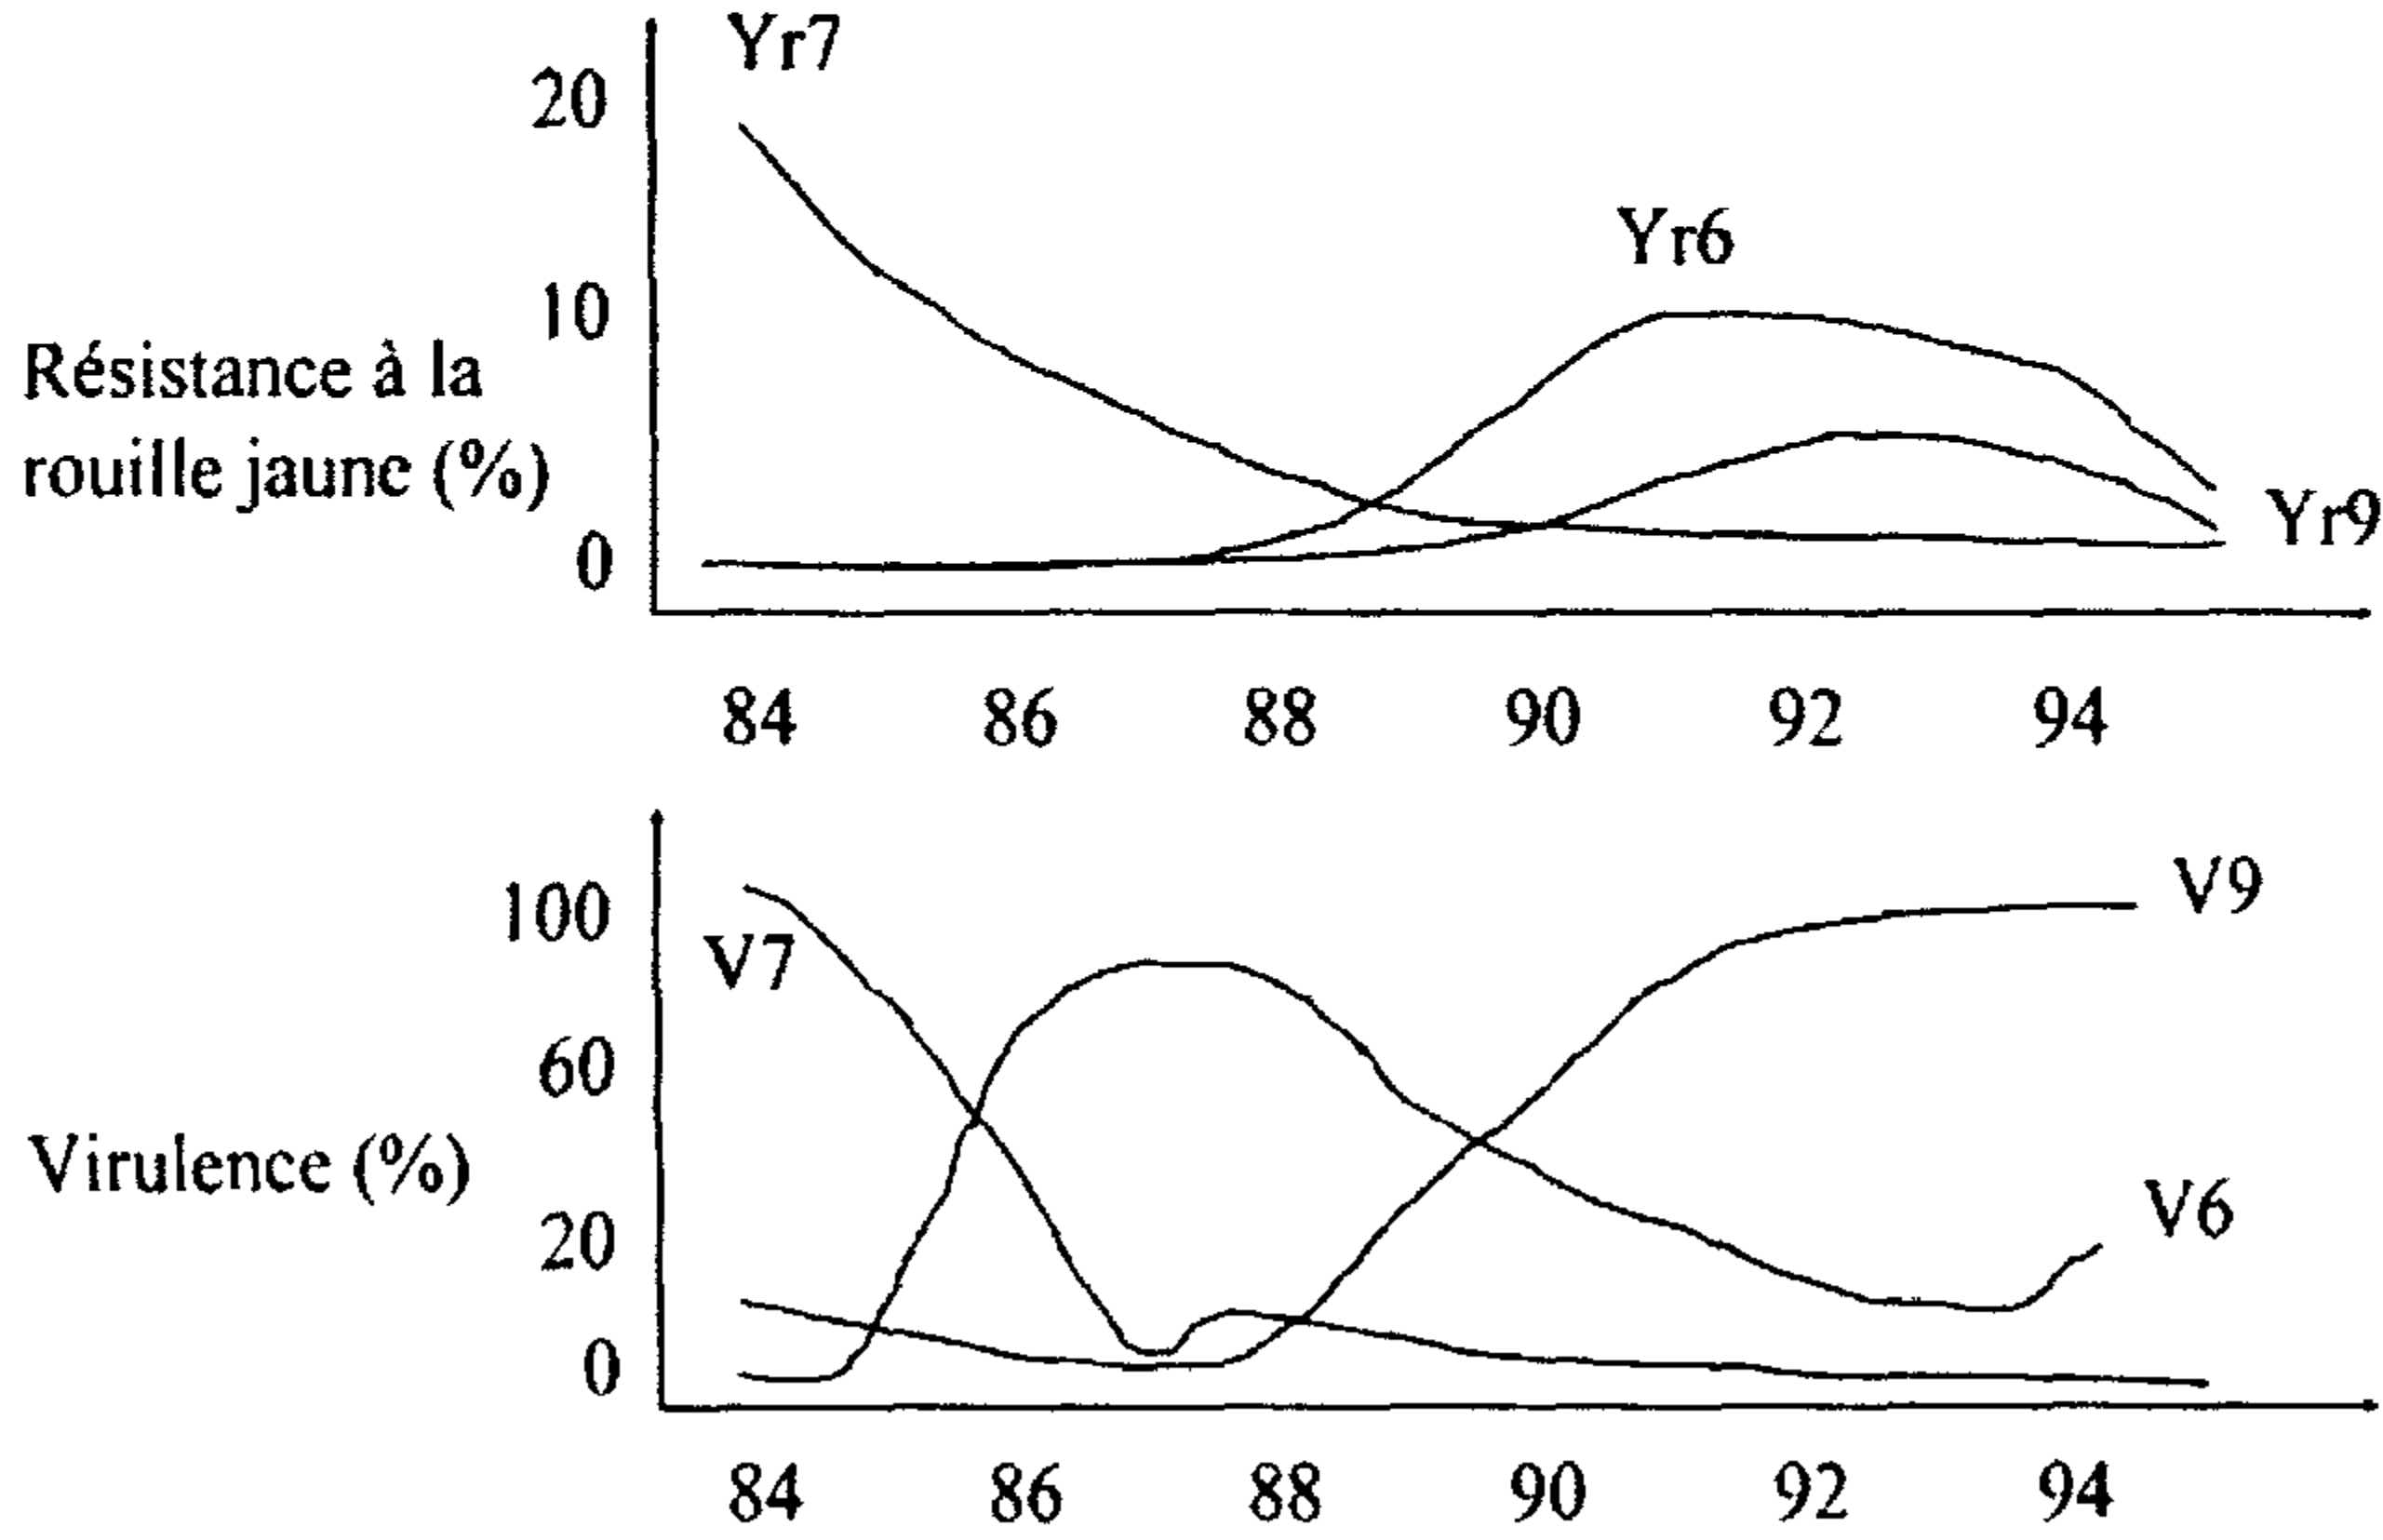 Yr7
20
Yr6
10
Résistance à la
rouille jaune (%)
Yr9
0
84 86 88 90 92 94
V9
100
V7
60
Virulence (%)
V6
20
0
84 86 88 90 92 94